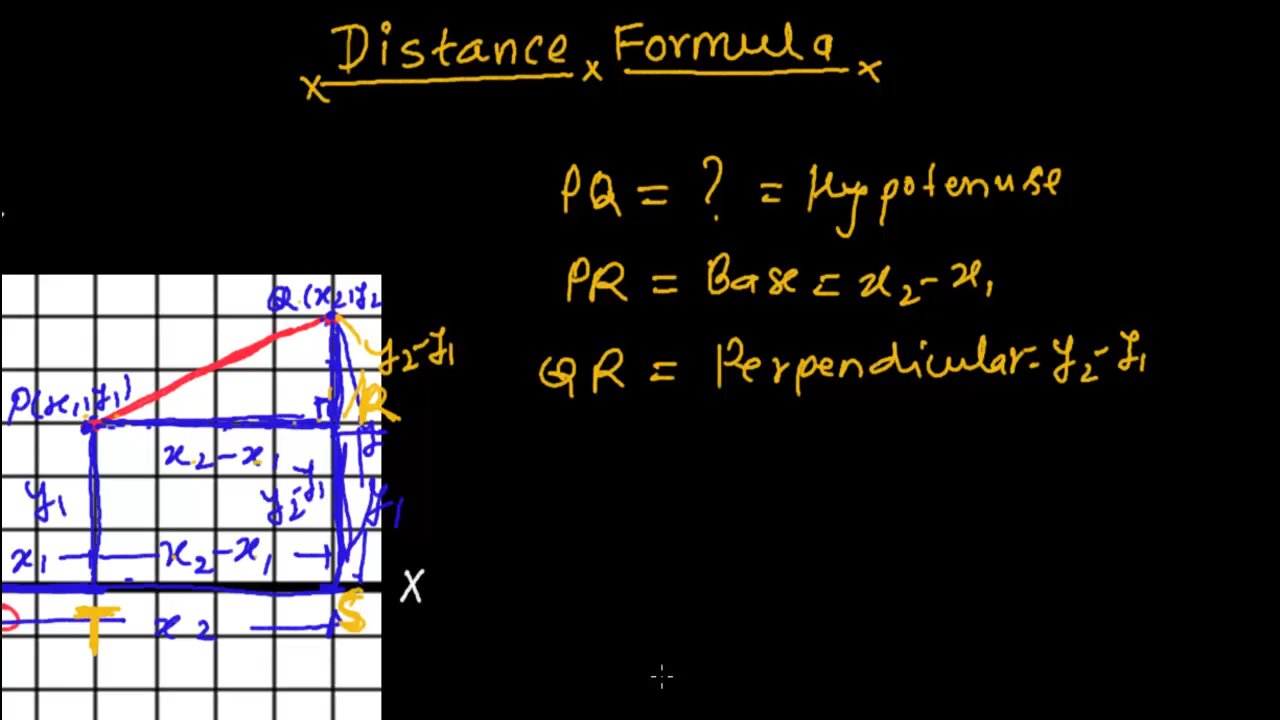 Distance Formula
PQ = ? = Hypotenuse
PR = Base = x₂-x₁
QR = Perpendicular = y₂-y₁
Q(x₂,y₂
y₂-y₁
P(x₁,y₁)
R
x₂-x₁
y₁
y₂-y₁
y₁
x₁
x₂-x₁
X
T
S
x₂